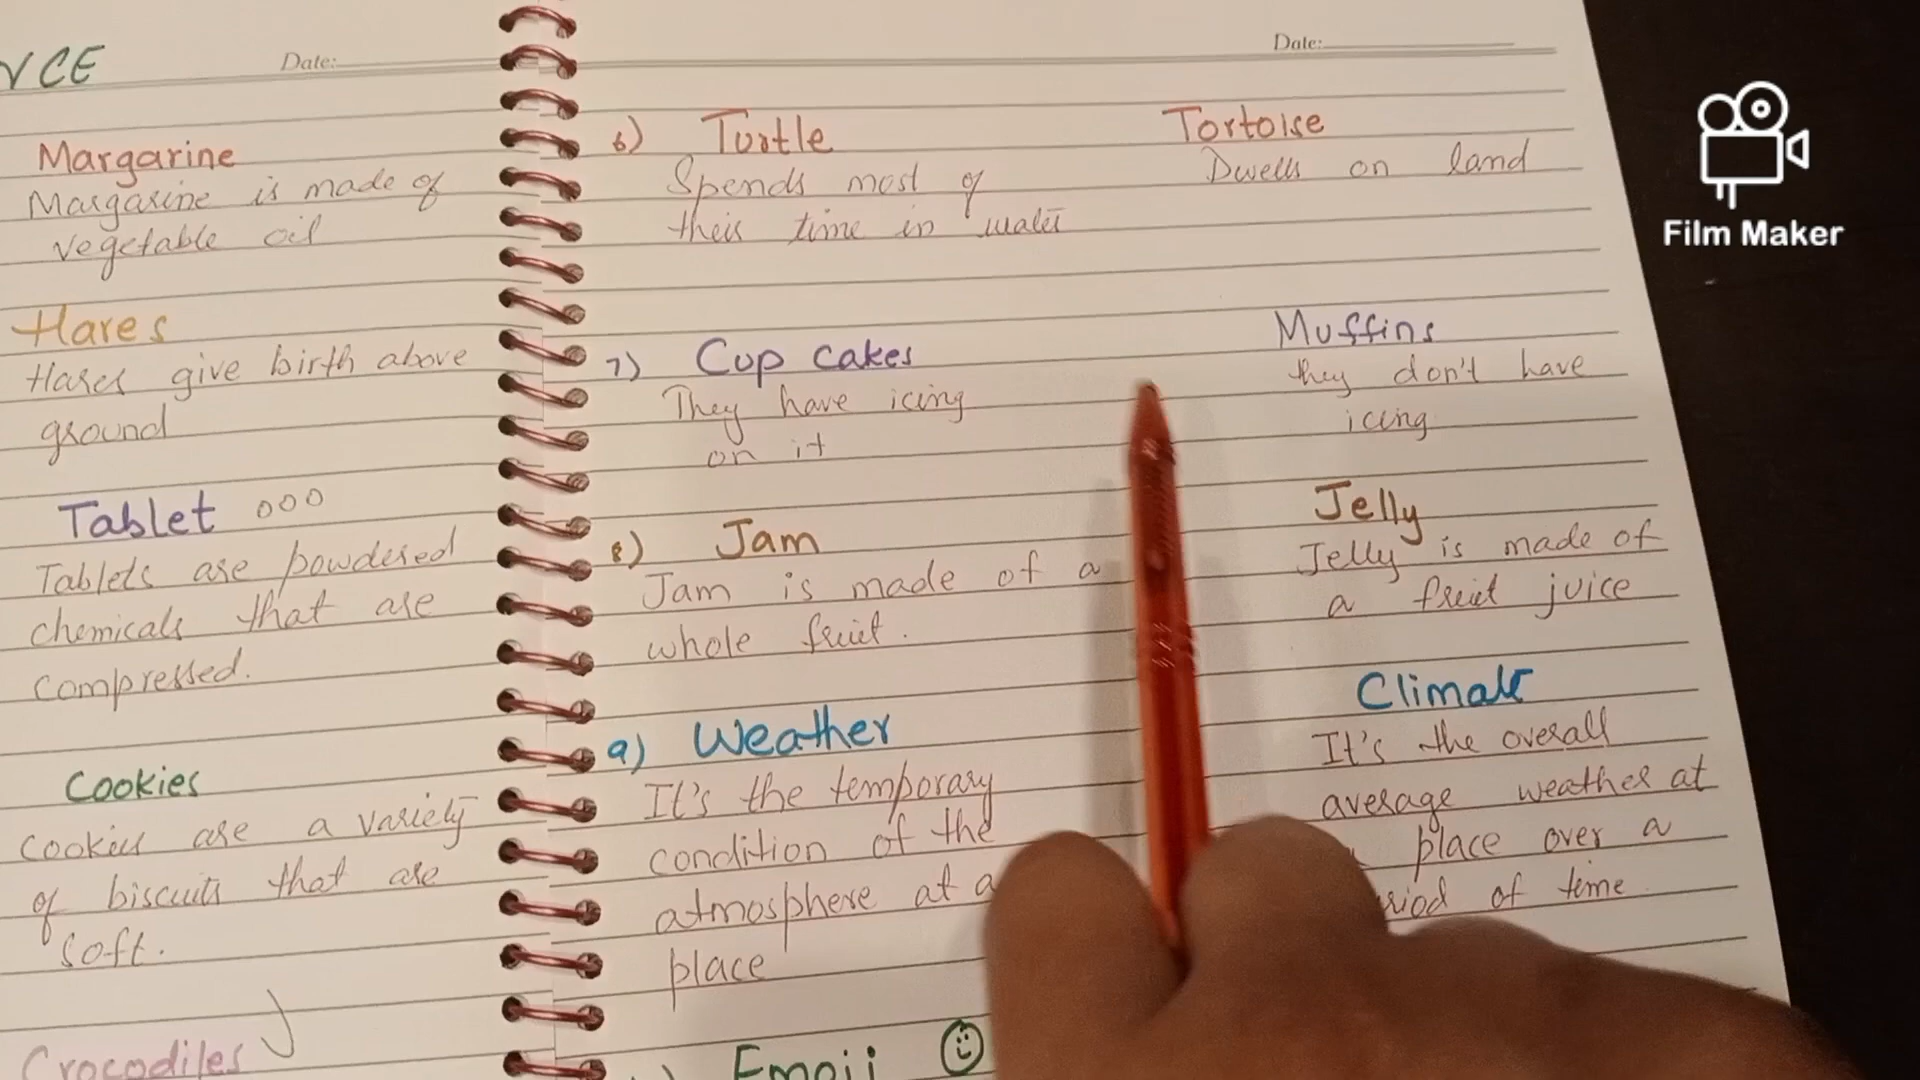 VCE
Date:
Margarine
Margarine is made of
vegetable oil
Hares
Hares give birth above
ground
Tablet
Tablets are powdered
chemicals that are
compressed.
Cookies
Cookies are a variety
of biscuits that are
soft.
Crocodiles
Date:
6) Turtle Tortoise
Spends most of Dwells on land
their time in water
7) Cup cakes Muffins
They have icing they don't have
on it icing
8) Jam Jelly
Jam is made of a Jelly is made of
whole fruit. a fruit juice
9) Weather Climate
It's the temporary It's the overall
condition of the average weather at
atmosphere at a place over a
place riod of time
Emoji
Film Maker